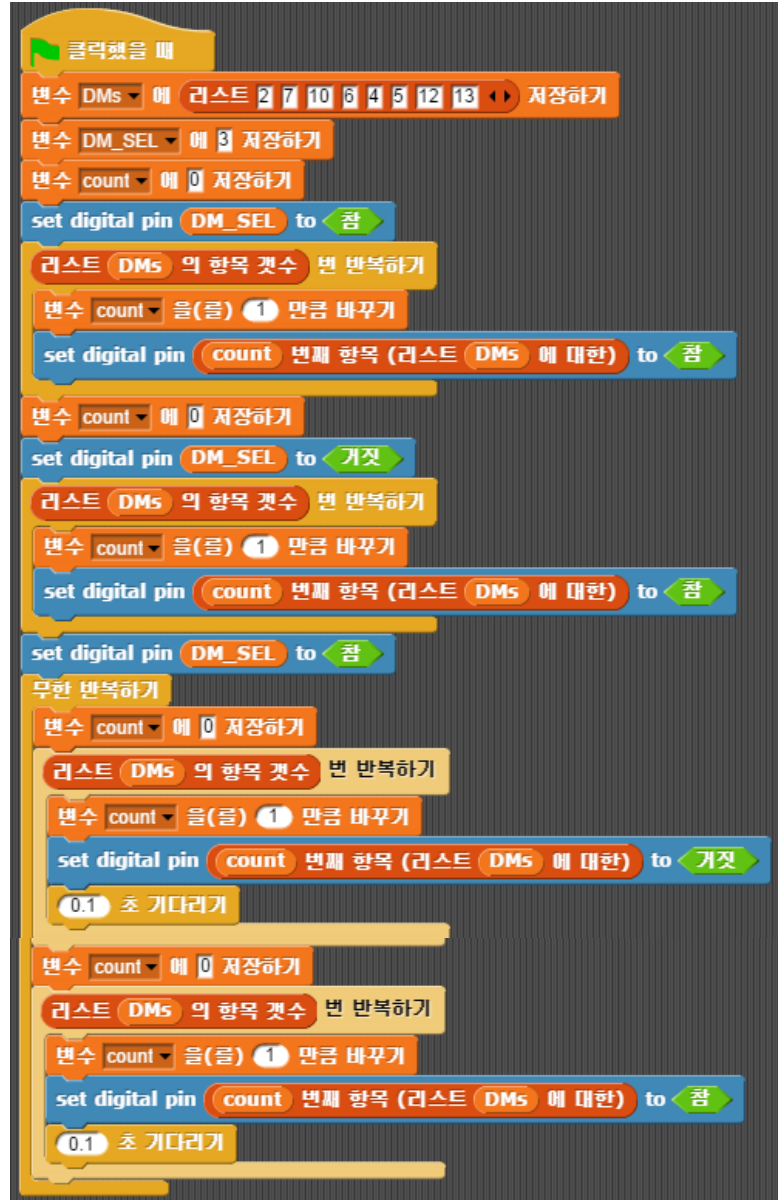 클릭했을 때
변수 DMs 에 리스트 2 7 10 6 4 5 12 13 저장하기
변수 DM_SEL 에 3 저장하기
변수 count 에 0 저장하기
set digital pin DM_SEL to 참
리스트 DMs 의 항목 갯수 번 반복하기
변수 count 을(를) 1 만큼 바꾸기
set digital pin count 번째 항목 (리스트 DMs 에 대한) to 참
변수 count 에 0 저장하기
set digital pin DM_SEL to 거짓
리스트 DMs 의 항목 갯수 번 반복하기
변수 count 을(를) 1 만큼 바꾸기
set digital pin count 번째 항목 (리스트 DMs 에 대한) to 참
set digital pin DM_SEL to 참
무한 반복하기
변수 count 에 0 저장하기
리스트 DMs 의 항목 갯수 번 반복하기
변수 count 을(를) 1 만큼 바꾸기
set digital pin count 번째 항목 (리스트 DMs 에 대한) to 거짓
0.1 초 기다리기
변수 count 에 0 저장하기
리스트 DMs 의 항목 갯수 번 반복하기
변수 count 을(를) 1 만큼 바꾸기
set digital pin count 번째 항목 (리스트 DMs 에 대한) to 참
0.1 초 기다리기